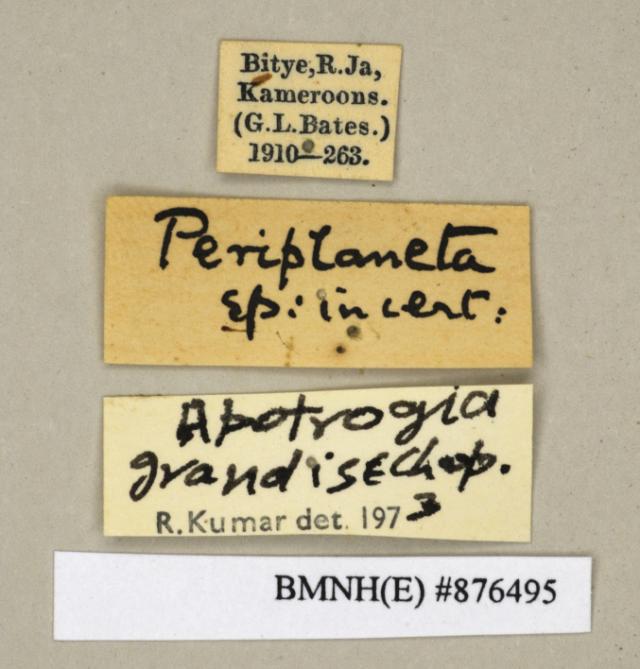 Bitye, R. Ja,
Kameroons.
(G. L. Bates.)
1910—263.
Periplaneta
sp: incert:
Apotrogia
grandis Chop.
R. Kumar det. 1973
BMNH(E) #876495